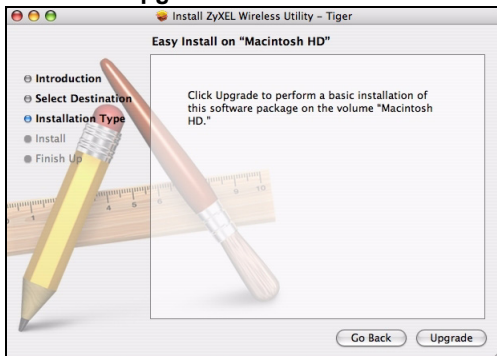 Install ZyXEL Wireless Utility – Tiger
Easy Install on "Macintosh HD"
Introduction
Select Destination
Installation Type
Install
Finish Up
Click Upgrade to perform a basic installation of
this software package on the volume "Macintosh
HD."
Go Back
Upgrade